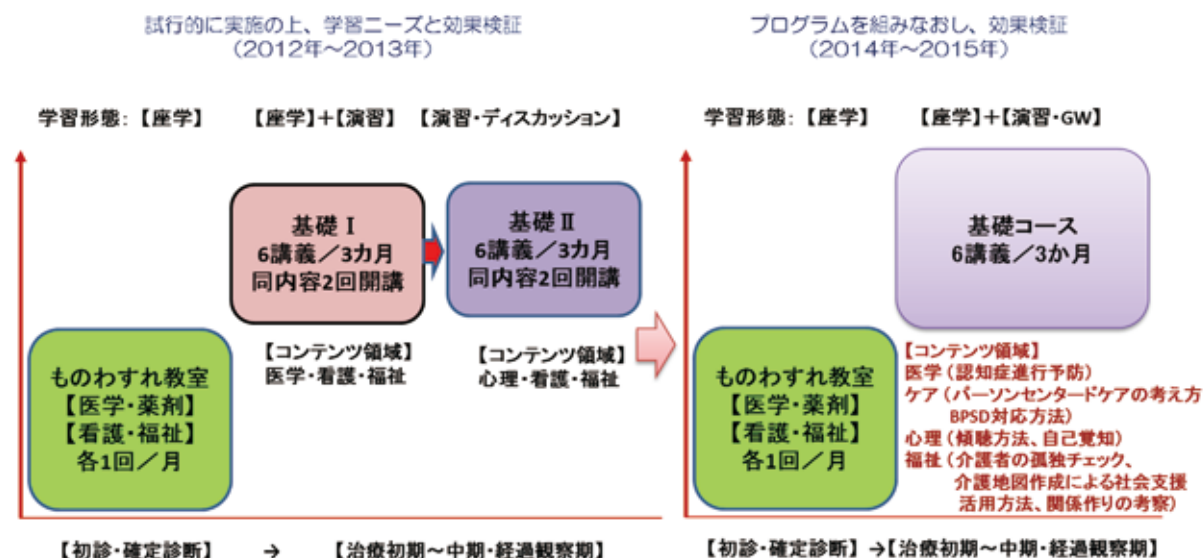 試行的に実施の上、学習ニーズと効果検証
(2012年～2013年)
学習形態:【座学】
【座学】+【演習】
【演習・ディスカッション】
基礎Ⅰ
6講義／3カ月
同内容2回開講
基礎Ⅱ
6講義／3カ月
同内容2回開講
【コンテンツ領域】
医学・看護・福祉
【コンテンツ領域】
心理・看護・福祉
ものわすれ教室
【医学・薬剤】
【看護・福祉】
各1回／月
【初診・確定診断】 → 【治療初期～中期・経過観察期】
プログラムを組みなおし、効果検証
(2014年～2015年)
学習形態:【座学】
【座学】+【演習・GW】
基礎コース
6講義／3か月
ものわすれ教室
【医学・薬剤】
【看護・福祉】
各1回／月
【コンテンツ領域】
医学(認知症進行予防)
ケア(パーソンセンタードケアの考え方
BPSD対応方法)
心理(傾聴方法、自己覚知)
福祉(介護者の孤独チェック、
介護地図作成による社会支援
活用方法、関係作りの考察)
【初診・確定診断】→【治療初期～中期・経過観察期】